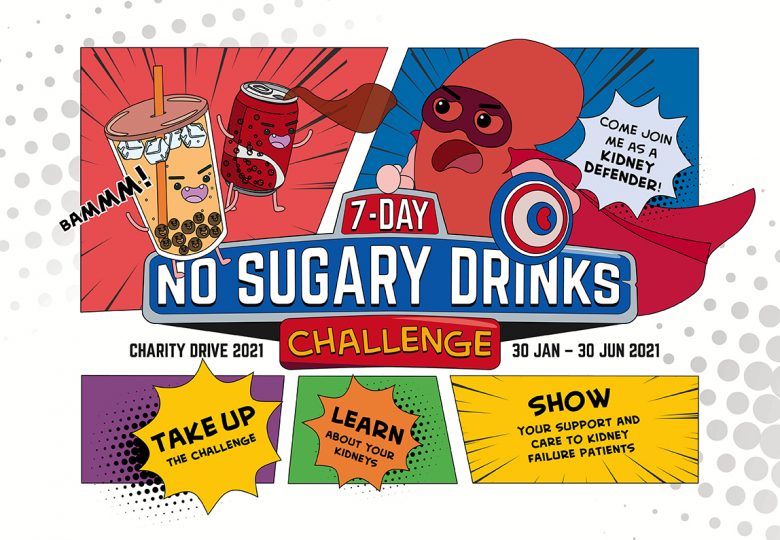 BAMMM!
COME JOIN
ME AS A
KIDNEY
DEFENDER!
7-DAY
NO SUGARY DRINKS
CHALLENGE
CHARITY DRIVE 2021
30 JAN – 30 JUN 2021
TAKE UP
THE CHALLENGE
LEARN
ABOUT YOUR
KIDNEYS
SHOW
YOUR SUPPORT AND
CARE TO KIDNEY
FAILURE PATIENTS